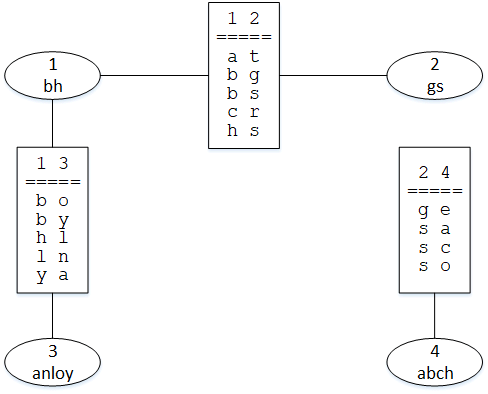 1 2
=====
a t
b g
b s
c r
h s
1
bh
2
gs
1 3
=====
b o
b y
h l
l n
y a
2 4
=====
g e
s a
s c
s o
3
anloy
4
abch